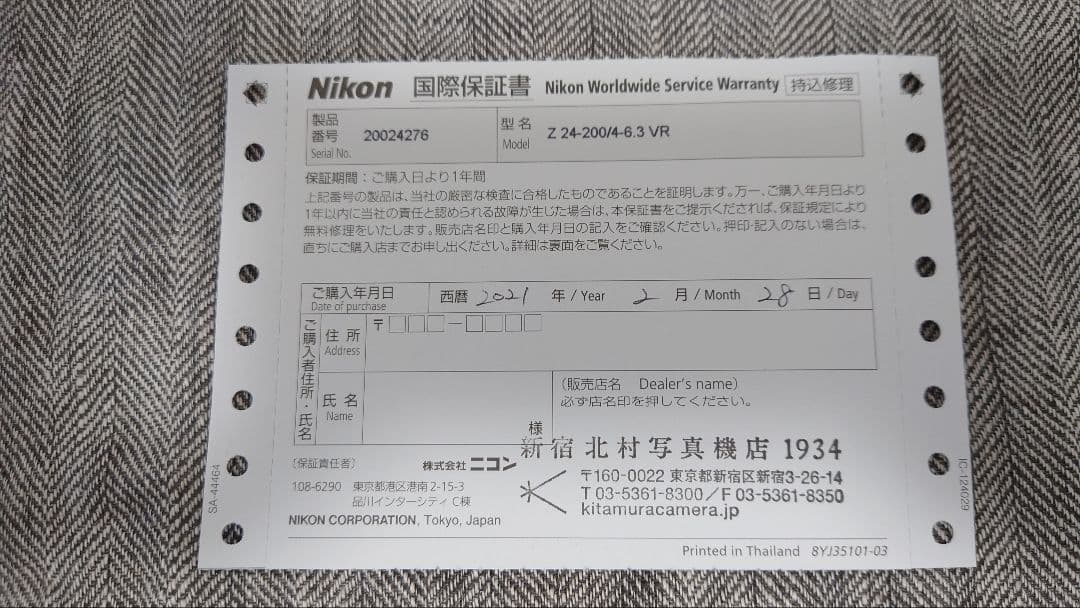 Nikon 国際保証書 Nikon Worldwide Service Warranty 持込修理
製品番号 Serial No. 20024276 型名 Model Z 24-200/4-6.3 VR
保証期間：ご購入日より1年間
上記番号の製品は、当社の厳密な検査に合格したものであることを証明します。万一、ご購入年月日より
1年以内に当社の責任と認められる故障が生じた場合は、本保証書をご提示くだされば、保証規定により
無料修理をいたします。販売店名印と購入年月日の記入をご確認ください。押印・記入のない場合は、
直ちにご購入店までお申し出ください。詳細は裏面をご覧ください。
ご購入年月日 Date of purchase 西暦 2021 年 / Year 2 月 / Month 28 日 / Day
ご購入者住所・氏名
住所 Address 〒□□□－□□□□
氏名 Name 様
（販売店名 Dealer's name）
必ず店名印を押してください。
新宿 北村写真機店 1934
〒160-0022 東京都新宿区新宿3-26-14
T 03-5361-8300／F 03-5361-8350
kitamuracamera.jp
〔保証責任者〕 株式会社 ニコン
108-6290 東京都港区港南2-15-3
品川インターシティ C棟
NIKON CORPORATION, Tokyo, Japan
Printed in Thailand 8YJ35101-03
SA-44464
IC-124029